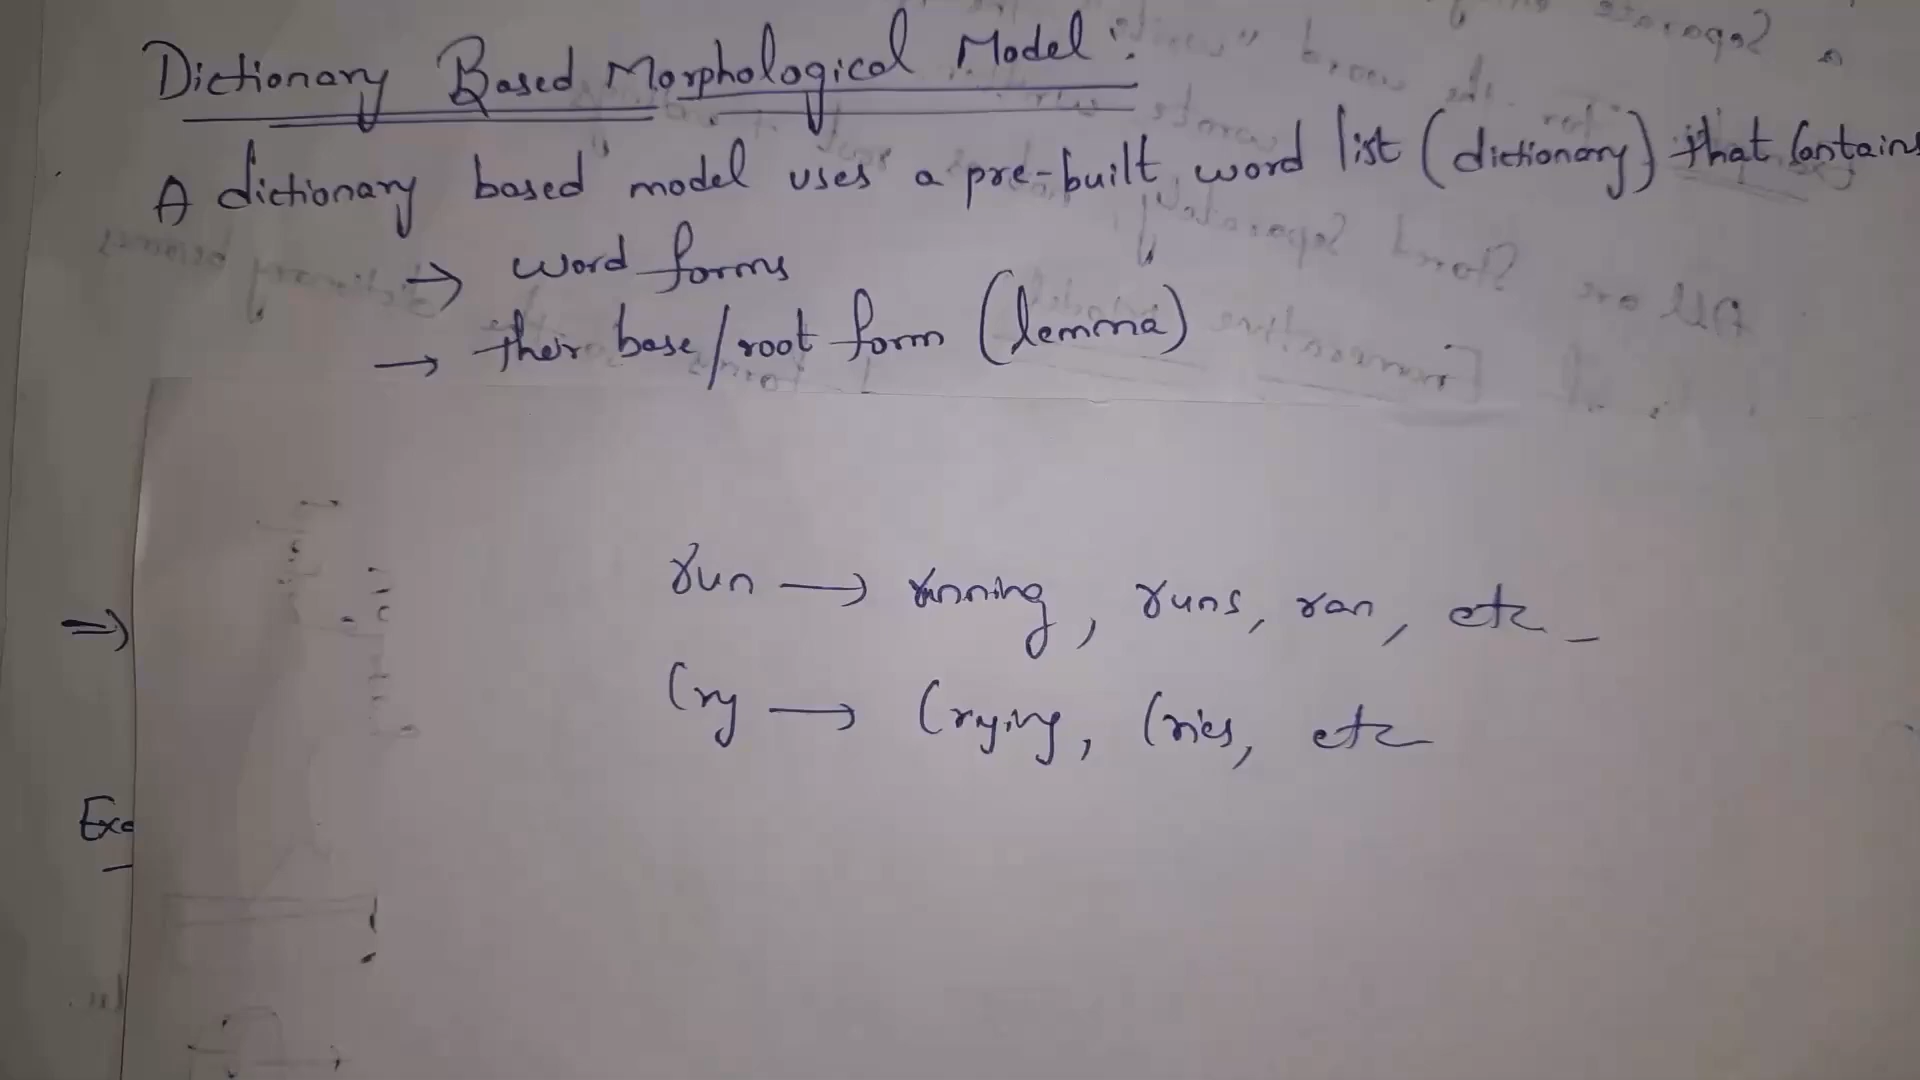 Dictionary Based Morphological Model :
A dictionary based model uses a pre-built word list (dictionary) that Contains
→ word forms
→ their base/root form (lemma)
run → running, runs, ran, etc
⇒
Cry → Crying, Cries, etc
Exa